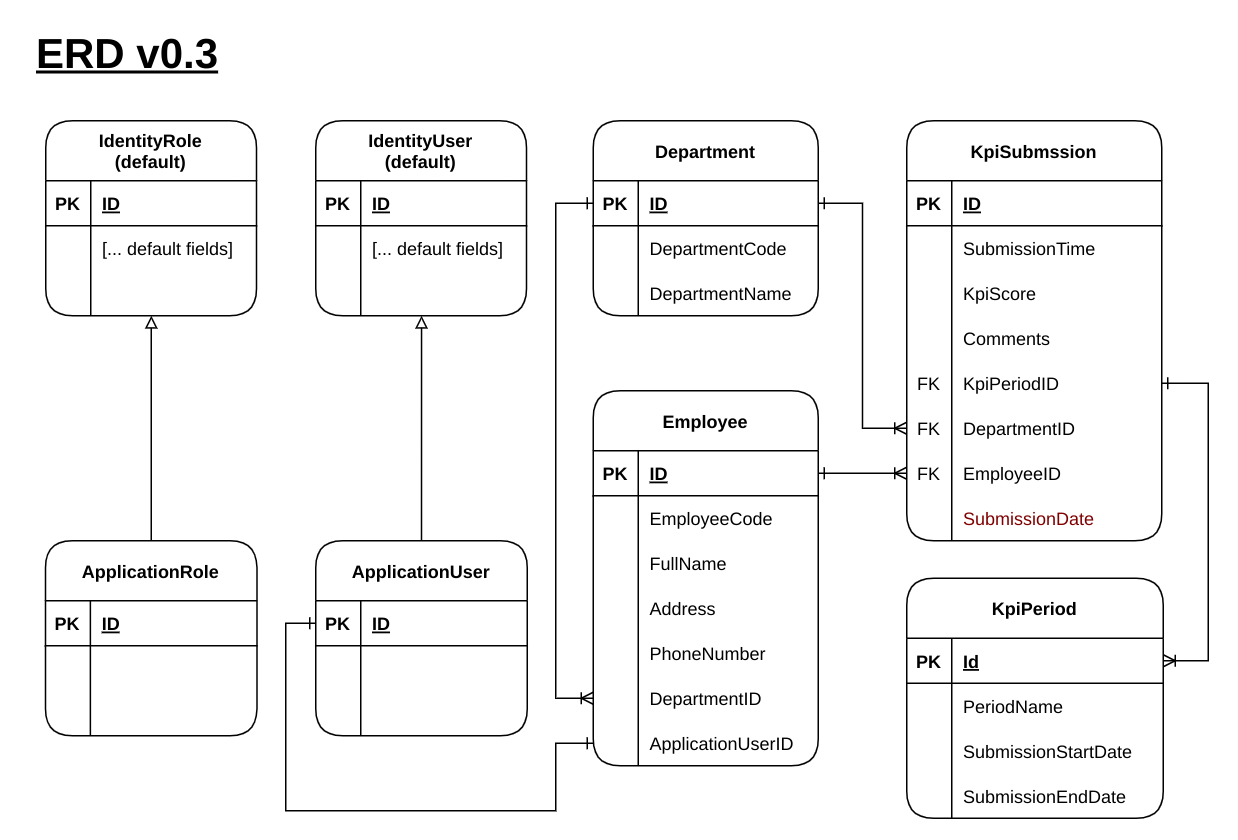 ERD v0.3
IdentityRole
(default)
PK ID
[... default fields]
IdentityUser
(default)
PK ID
[... default fields]
Department
PK ID
DepartmentCode
DepartmentName
KpiSubmssion
PK ID
SubmissionTime
KpiScore
Comments
FK KpiPeriodID
FK DepartmentID
FK EmployeeID
SubmissionDate
ApplicationRole
PK ID
ApplicationUser
PK ID
Employee
PK ID
EmployeeCode
FullName
Address
PhoneNumber
DepartmentID
ApplicationUserID
KpiPeriod
PK Id
PeriodName
SubmissionStartDate
SubmissionEndDate